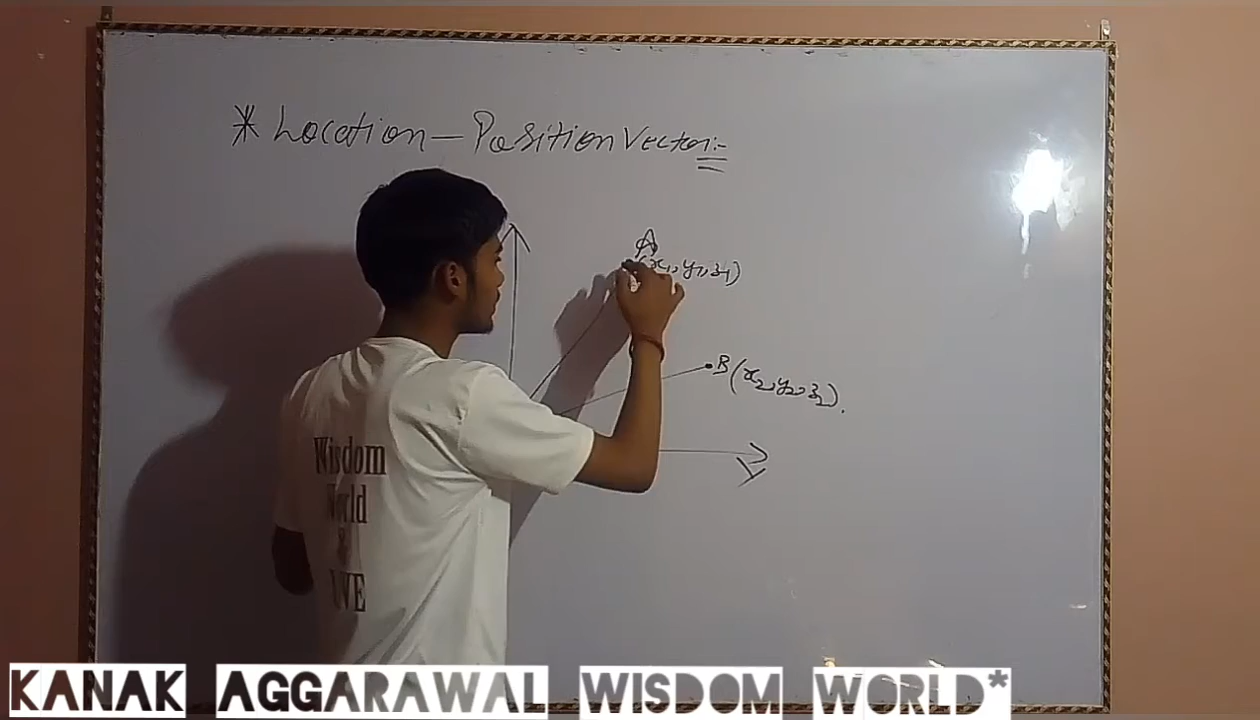 * Location - Position Vector:-
A
(x₁, y₁, z₁)
B (x₂, y₂, z₂).
Y
Wisdom
World
&
WE
KANAK AGGARAWAL WISDOM WORLD*